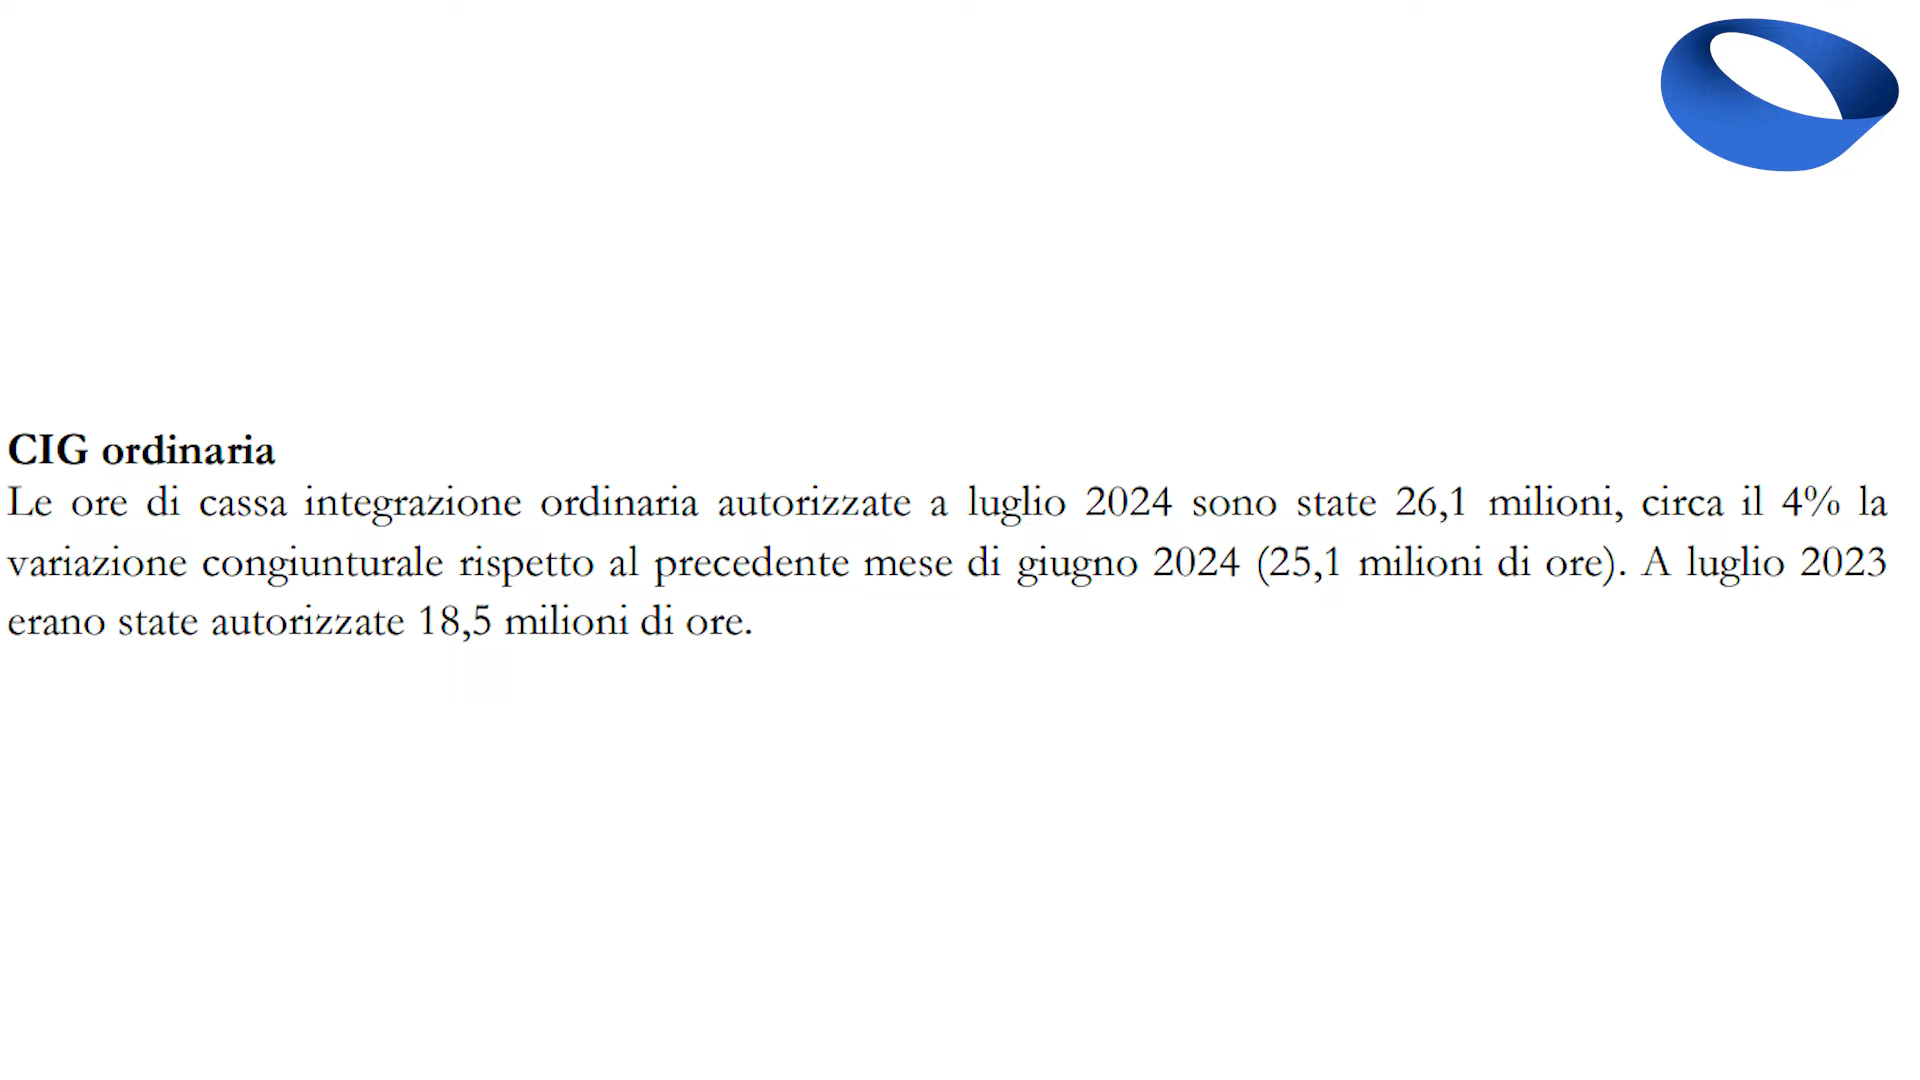 CIG ordinaria
Le ore di cassa integrazione ordinaria autorizzate a luglio 2024 sono state 26,1 milioni, circa il 4% la
variazione congiunturale rispetto al precedente mese di giugno 2024 (25,1 milioni di ore). A luglio 2023
erano state autorizzate 18,5 milioni di ore.